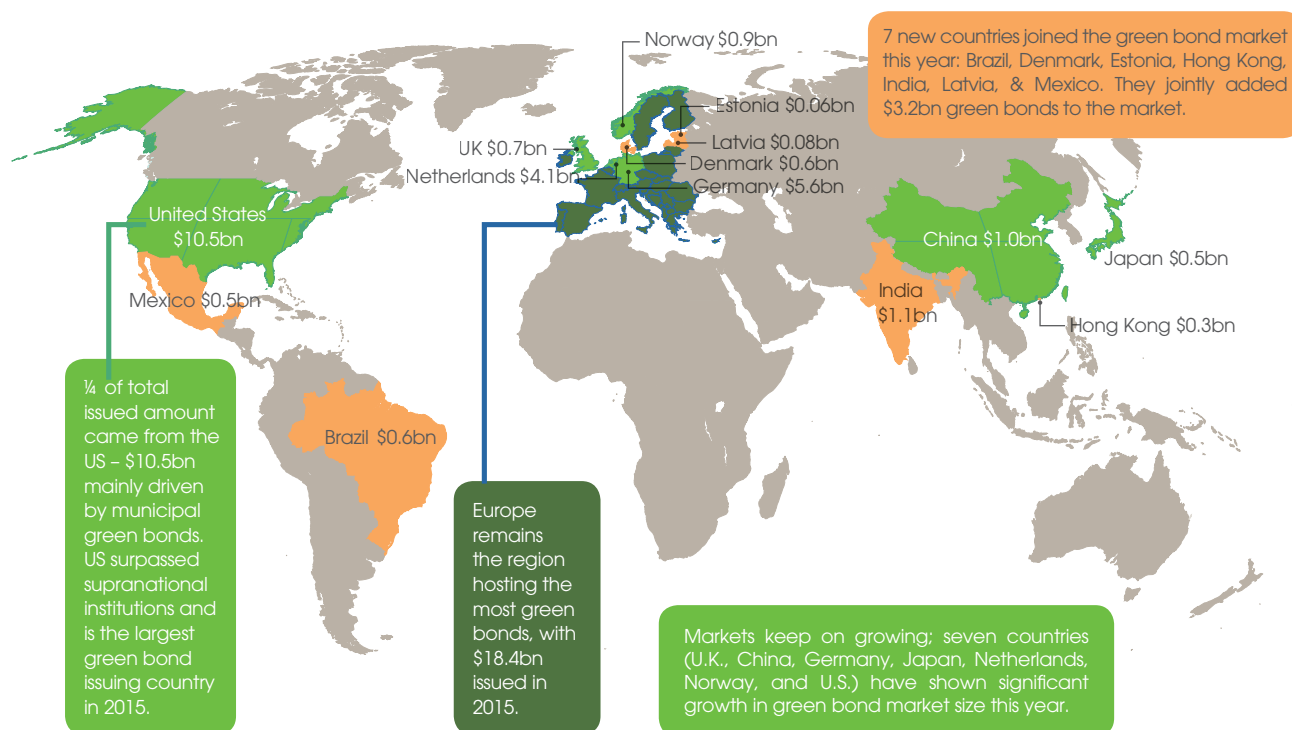 Norway $0.9bn
7 new countries joined the green bond market
this year: Brazil, Denmark, Estonia, Hong Kong,
India, Latvia, & Mexico. They jointly added
$3.2bn green bonds to the market.
Estonia $0.06bn
UK $0.7bn
Latvia $0.08bn
Denmark $0.6bn
Netherlands $4.1bn
Germany $5.6bn
United States
$10.5bn
China $1.0bn
Japan $0.5bn
Mexico $0.5bn
India
$1.1bn
Hong Kong $0.3bn
Brazil $0.6bn
¼ of total
issued amount
came from the
US – $10.5bn
mainly driven
by municipal
green bonds.
US surpassed
supranational
institutions and
is the largest
green bond
issuing country
in 2015.
Europe
remains
the region
hosting the
most green
bonds, with
$18.4bn
issued in
2015.
Markets keep on growing; seven countries
(U.K., China, Germany, Japan, Netherlands,
Norway, and U.S.) have shown significant
growth in green bond market size this year.